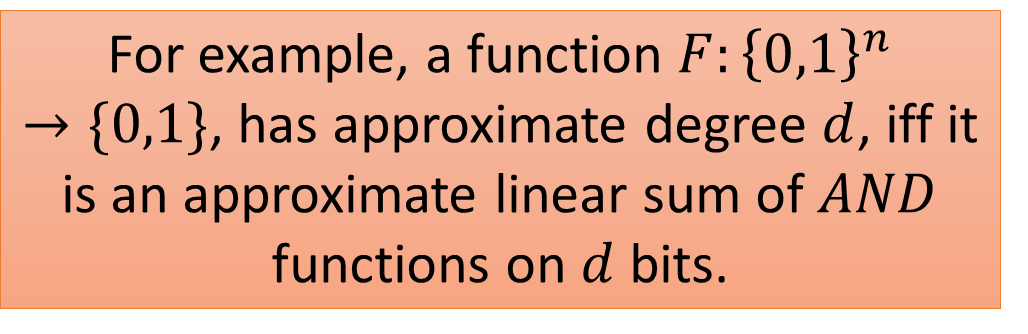 For example, a function F: {0,1}ⁿ
→ {0,1}, has approximate degree d, iff it
is an approximate linear sum of AND
functions on d bits.